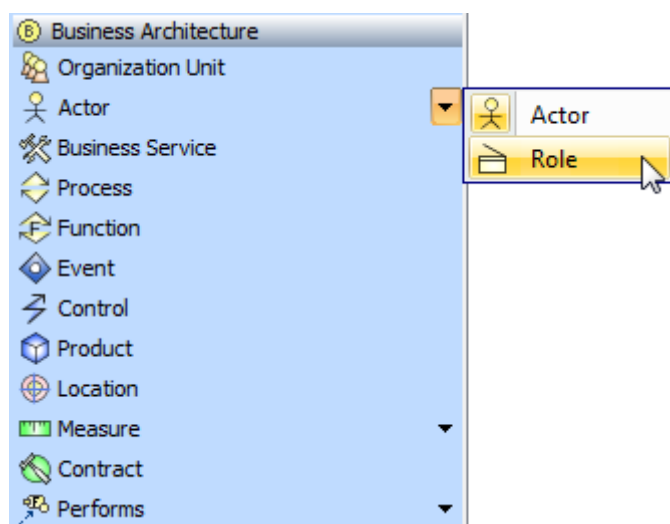 Business Architecture
Organization Unit
Actor
Actor
Business Service
Role
Process
Function
Event
Control
Product
Location
Measure
Contract
Performs